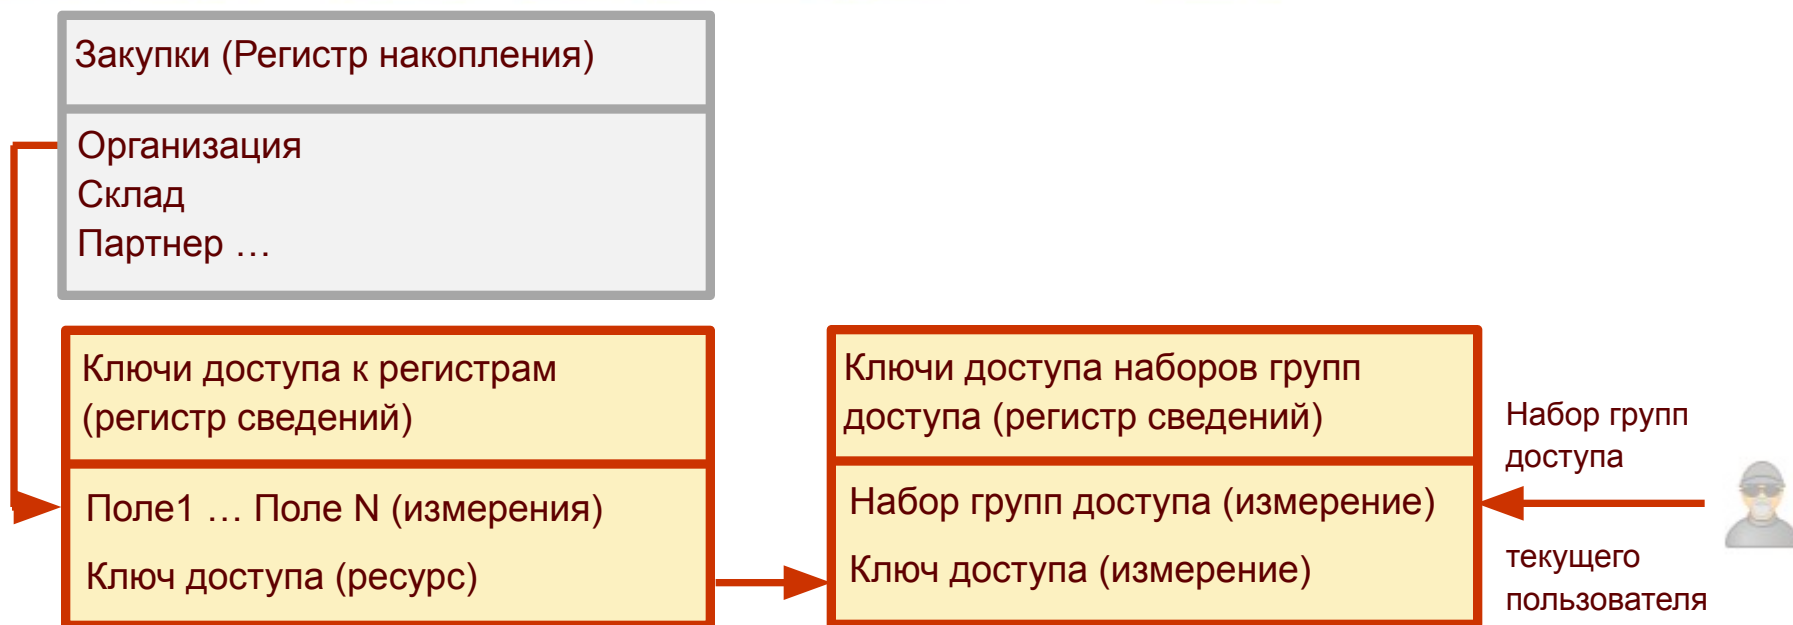 Закупки (Регистр накопления)
Организация
Склад
Партнер …
Ключи доступа к регистрам
(регистр сведений)
Поле1 … Поле N (измерения)
Ключ доступа (ресурс)
Ключи доступа наборов групп
доступа (регистр сведений)
Набор групп доступа (измерение)
Ключ доступа (измерение)
Набор групп
доступа
текущего
пользователя